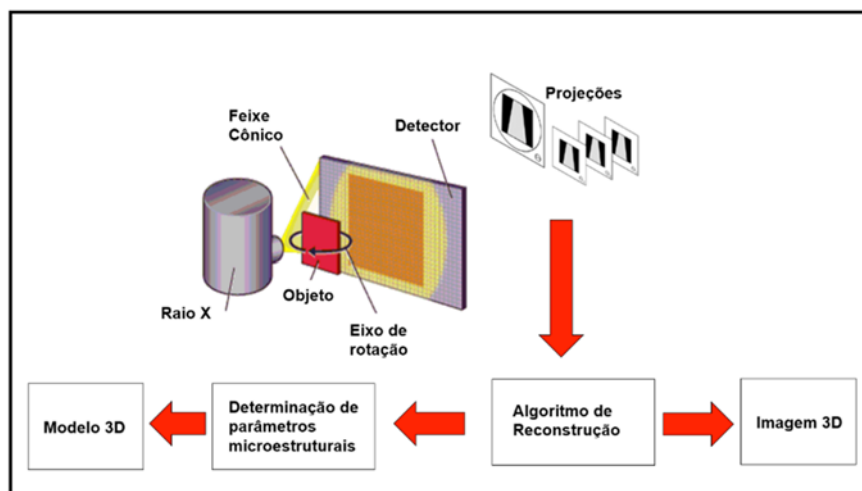 Projeções
Feixe
Cônico
Detector
Objeto
Raio X
Eixo de
rotação
Modelo 3D
Determinação de
parâmetros
microestruturais
Algoritmo de
Reconstrução
Imagem 3D